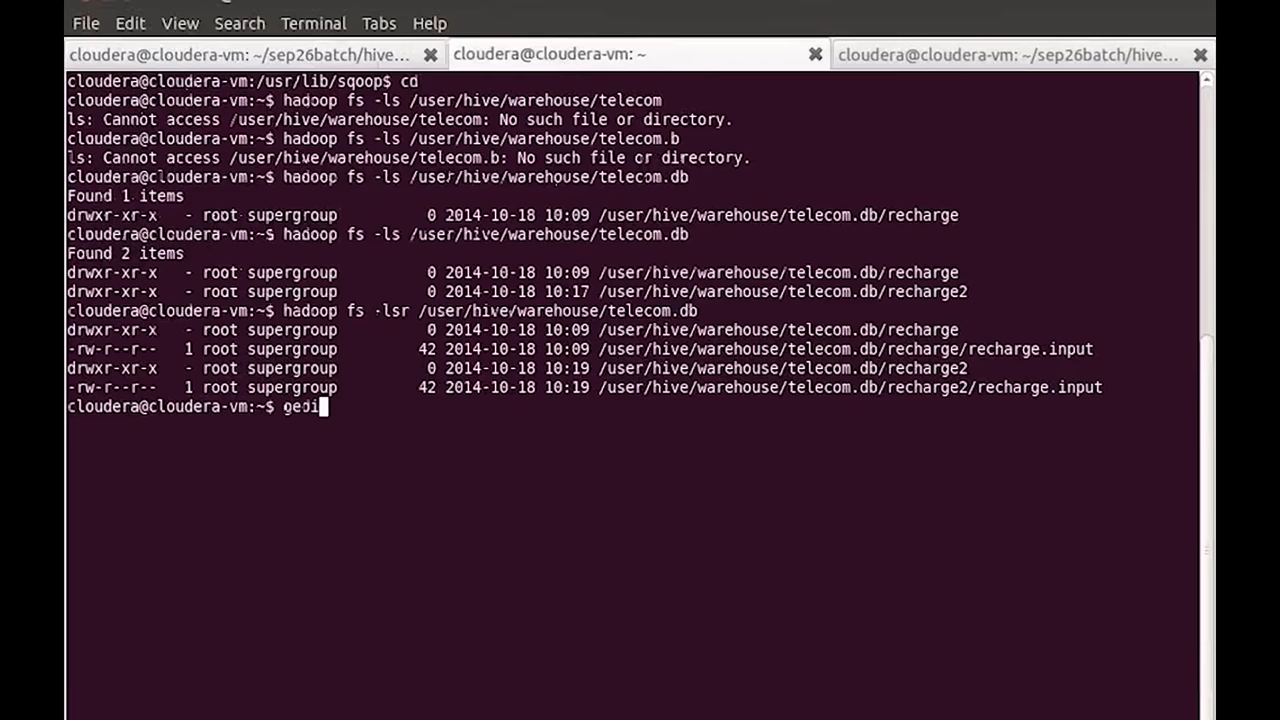 File Edit View Search Terminal Tabs Help
cloudera@cloudera-vm: ~/sep26batch/hive... cloudera@cloudera-vm: ~ cloudera@cloudera-vm: ~/sep26batch/hive...
cloudera@cloudera-vm:/usr/lib/sqoop$ cd
cloudera@cloudera-vm:~$ hadoop fs -ls /user/hive/warehouse/telecom
ls: Cannot access /user/hive/warehouse/telecom: No such file or directory.
cloudera@cloudera-vm:~$ hadoop fs -ls /user/hive/warehouse/telecom.b
ls: Cannot access /user/hive/warehouse/telecom.b: No such file or directory.
cloudera@cloudera-vm:~$ hadoop fs -ls /user/hive/warehouse/telecom.db
Found 1 items
drwxr-xr-x - root supergroup 0 2014-10-18 10:09 /user/hive/warehouse/telecom.db/recharge
cloudera@cloudera-vm:~$ hadoop fs -ls /user/hive/warehouse/telecom.db
Found 2 items
drwxr-xr-x - root supergroup 0 2014-10-18 10:09 /user/hive/warehouse/telecom.db/recharge
drwxr-xr-x - root supergroup 0 2014-10-18 10:17 /user/hive/warehouse/telecom.db/recharge2
cloudera@cloudera-vm:~$ hadoop fs -lsr /user/hive/warehouse/telecom.db
drwxr-xr-x - root supergroup 0 2014-10-18 10:09 /user/hive/warehouse/telecom.db/recharge
-rw-r--r-- 1 root supergroup 42 2014-10-18 10:09 /user/hive/warehouse/telecom.db/recharge/recharge.input
drwxr-xr-x - root supergroup 0 2014-10-18 10:19 /user/hive/warehouse/telecom.db/recharge2
-rw-r--r-- 1 root supergroup 42 2014-10-18 10:19 /user/hive/warehouse/telecom.db/recharge2/recharge.input
cloudera@cloudera-vm:~$ gedi